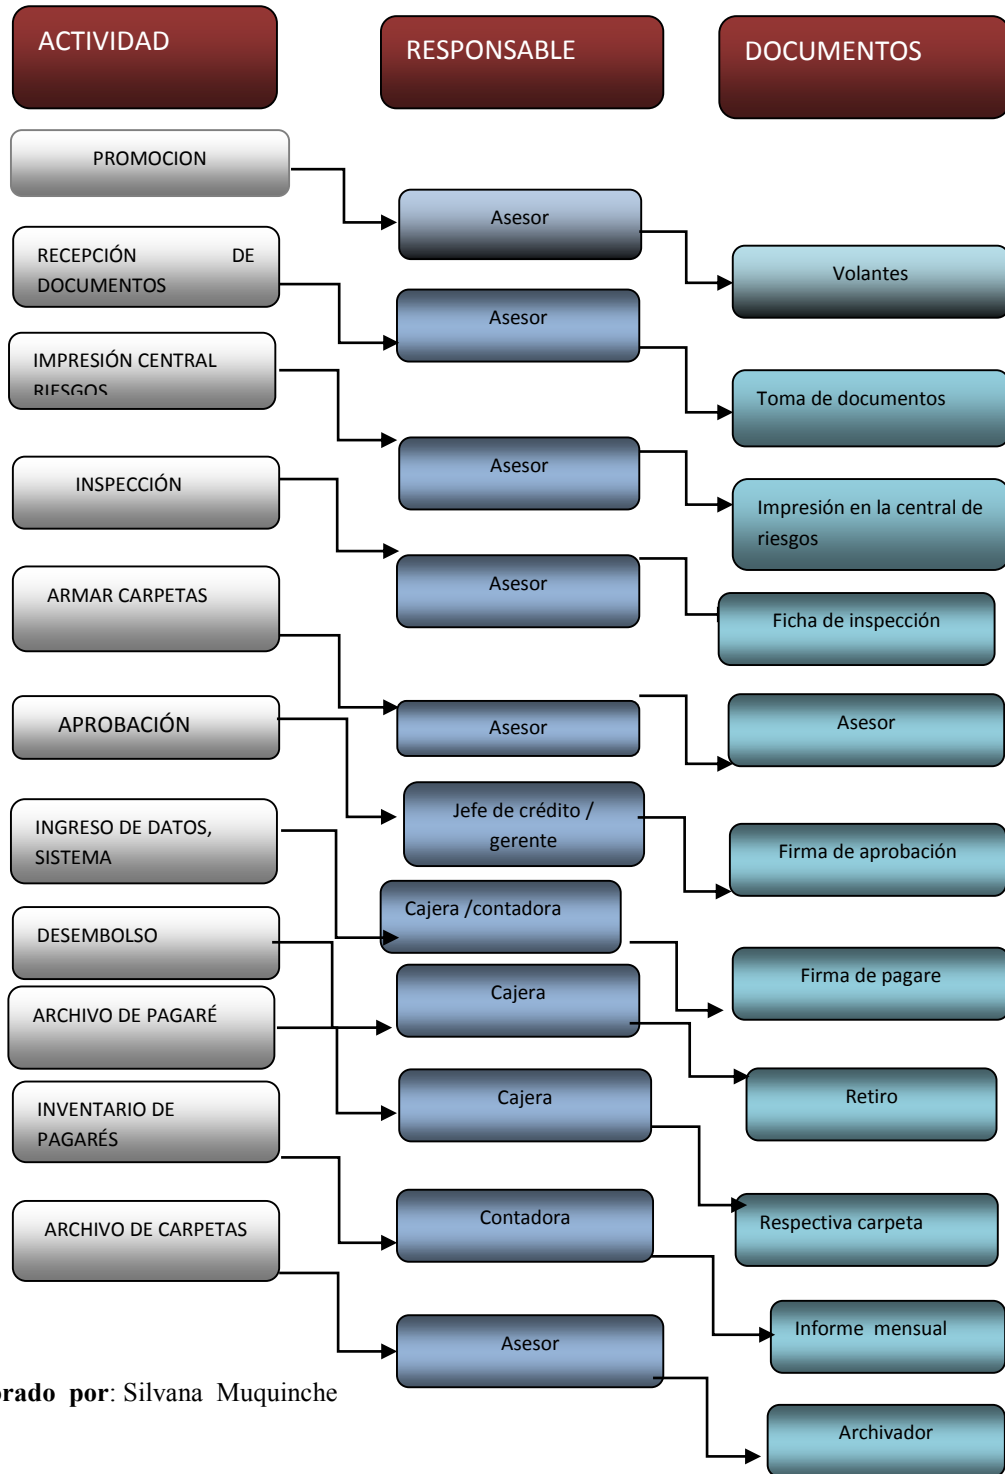 ACTIVIDAD
RESPONSABLE
DOCUMENTOS
PROMOCION
Asesor
Volantes
RECEPCIÓN DE
DOCUMENTOS
Asesor
Toma de documentos
IMPRESIÓN CENTRAL
RIESGOS
Asesor
Impresión en la central de
riesgos
INSPECCIÓN
Asesor
Ficha de inspección
ARMAR CARPETAS
Asesor
Asesor
APROBACIÓN
Jefe de crédito /
gerente
Firma de aprobación
INGRESO DE DATOS,
SISTEMA
Cajera /contadora
Firma de pagare
DESEMBOLSO
Cajera
Retiro
ARCHIVO DE PAGARÉ
Cajera
Respectiva carpeta
INVENTARIO DE
PAGARÉS
Contadora
Informe mensual
ARCHIVO DE CARPETAS
Asesor
Archivador
orado por: Silvana Muquinche